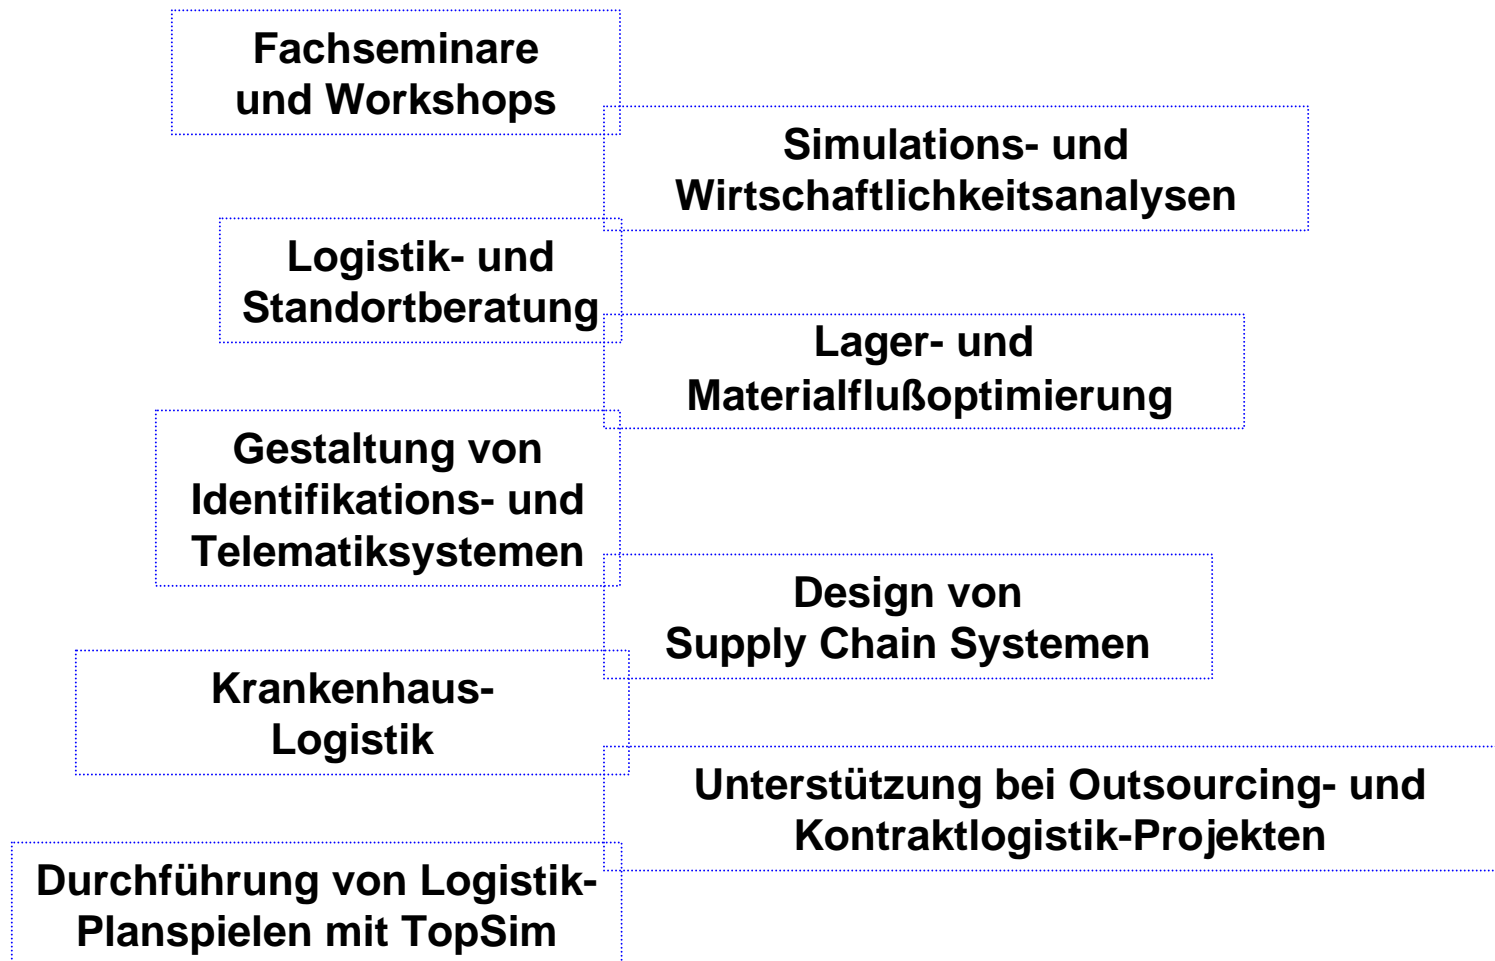 Fachseminare
und Workshops
Simulations- und
Wirtschaftlichkeitsanalysen
Logistik- und
Standortberatung
Lager- und
Materialflußoptimierung
Gestaltung von
Identifikations- und
Telematiksystemen
Design von
Supply Chain Systemen
Krankenhaus-
Logistik
Unterstützung bei Outsourcing- und
Kontraktlogistik-Projekten
Durchführung von Logistik-
Planspielen mit TopSim